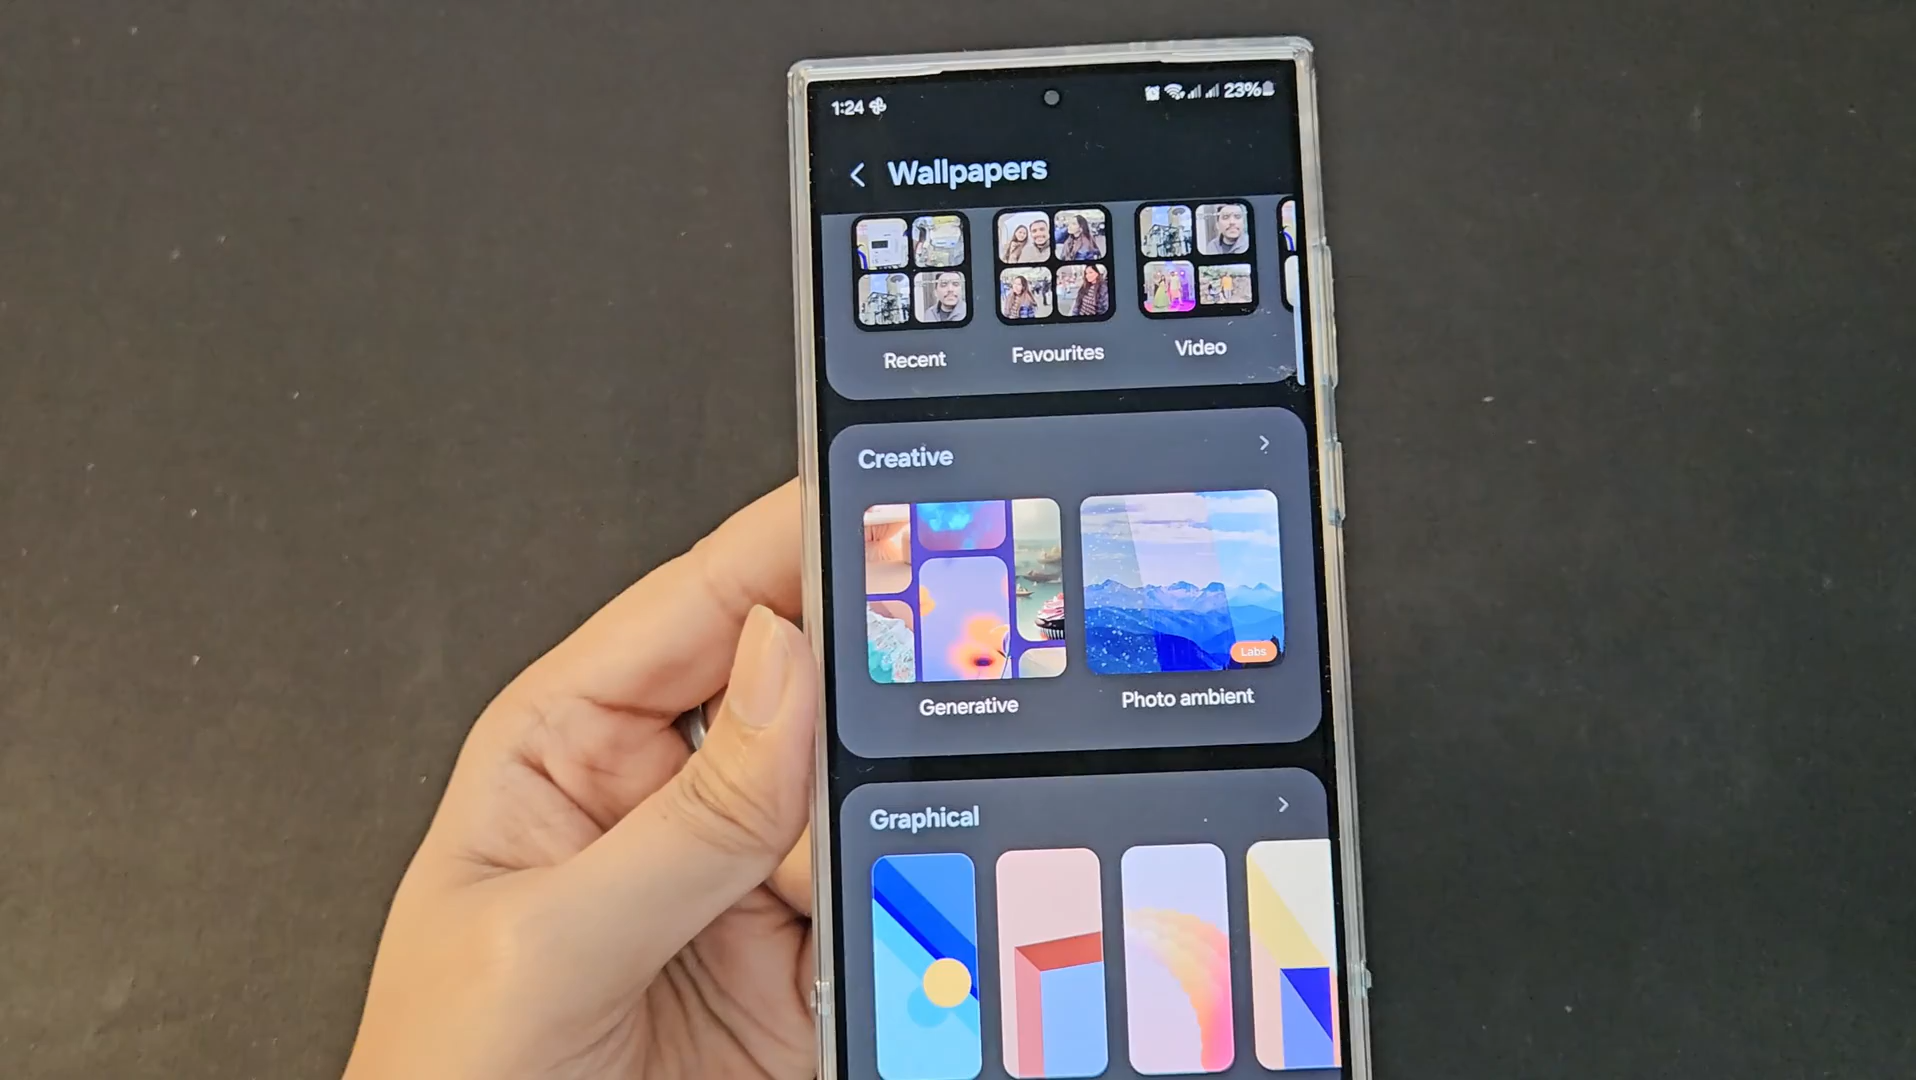 1:24
23%
Wallpapers
Recent
Favourites
Video
Creative
Labs
Generative
Photo ambient
Graphical